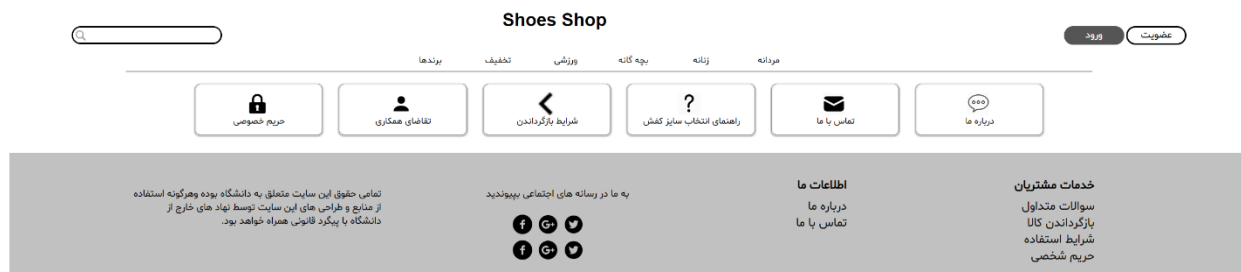 Shoes Shop
عضویت
ورود
مردانه
زنانه
بچه گانه
ورزشی
تخفیف
برندها
درباره ما
تماس با ما
راهنمای انتخاب سایز کفش
شرایط بازگرداندن
تقاضای همکاری
حریم خصوصی
خدمات مشتریان
سوالات متداول
بازگرداندن کالا
شرایط استفاده
حریم شخصی
اطلاعات ما
درباره ما
تماس با ما
به ما در رسانه های اجتماعی بپیوندید
تمامی حقوق این سایت متعلق به دانشگاه بوده وهرگونه استفاده
از منابع و طراحی های این سایت توسط نهاد های خارج از
دانشگاه با پیگرد قانونی همراه خواهد بود.